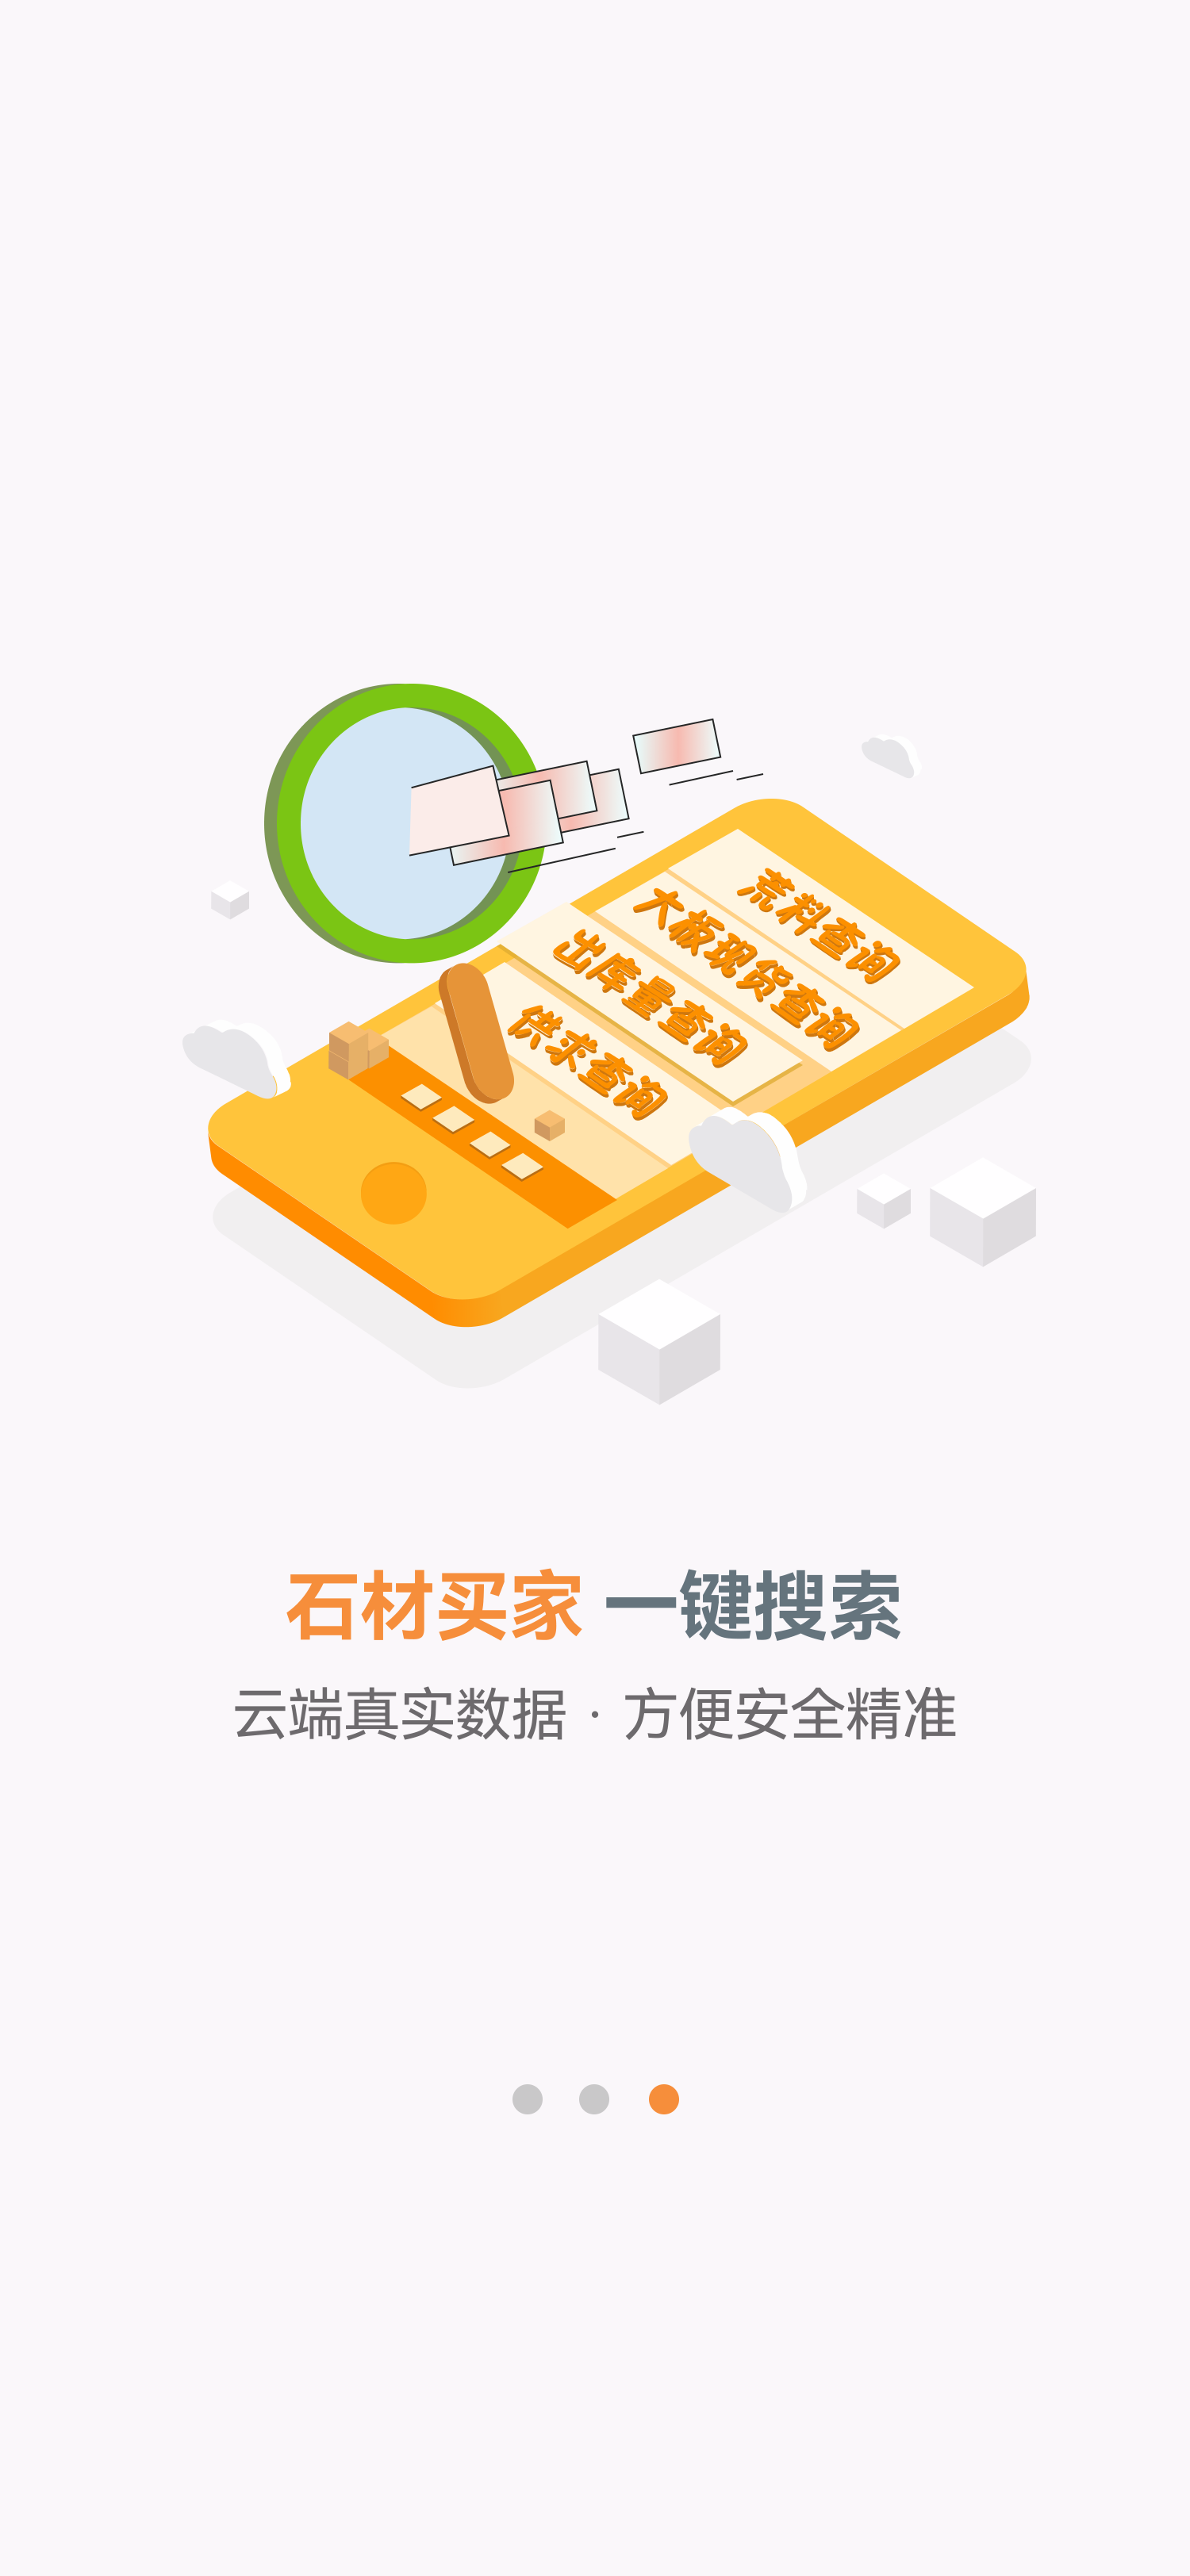 荒料查询
大板现货查询
出库量查询
供求查询
石材买家 一键搜索
云端真实数据 · 方便安全精准